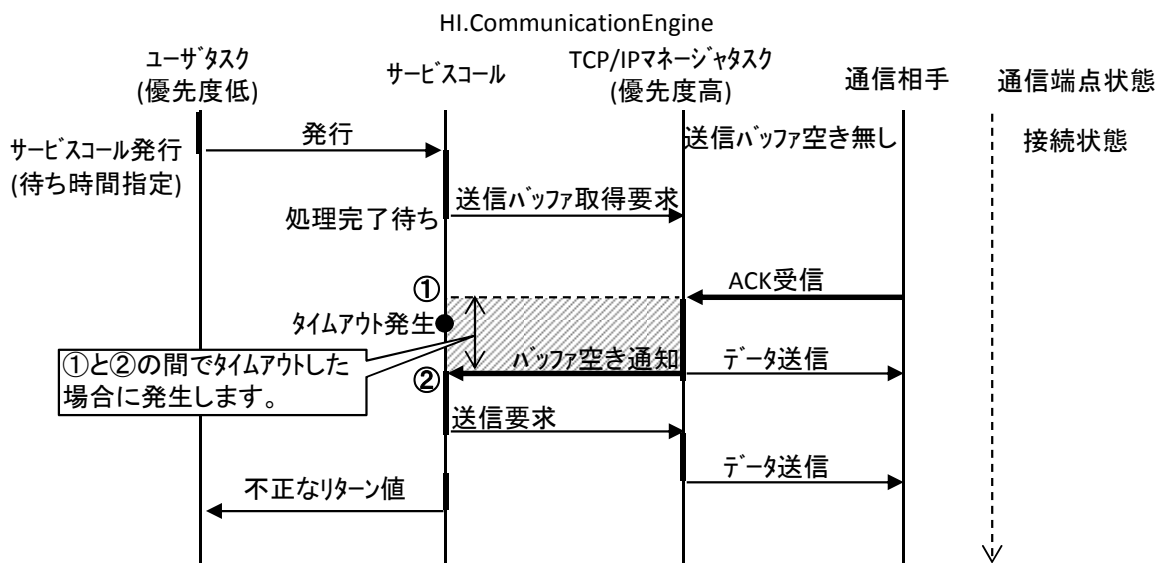 HI.CommunicationEngine
ﾕｰｻﾞﾀｽｸ
(優先度低)
ｻｰﾋﾞｽｺｰﾙ
TCP/IPﾏﾈｰｼﾞｬﾀｽｸ
(優先度高)
通信相手
通信端点状態
発行
送信ﾊﾞｯﾌｧ空き無し
接続状態
ｻｰﾋﾞｽｺｰﾙ発行
(待ち時間指定)
送信ﾊﾞｯﾌｧ取得要求
処理完了待ち
①
ACK受信
ﾀｲﾑｱｳﾄ発生
①と②の間でﾀｲﾑｱｳﾄした
場合に発生します。
ﾊﾞｯﾌｧ空き通知
データ送信
②
送信要求
データ送信
不正なﾘﾀｰﾝ値